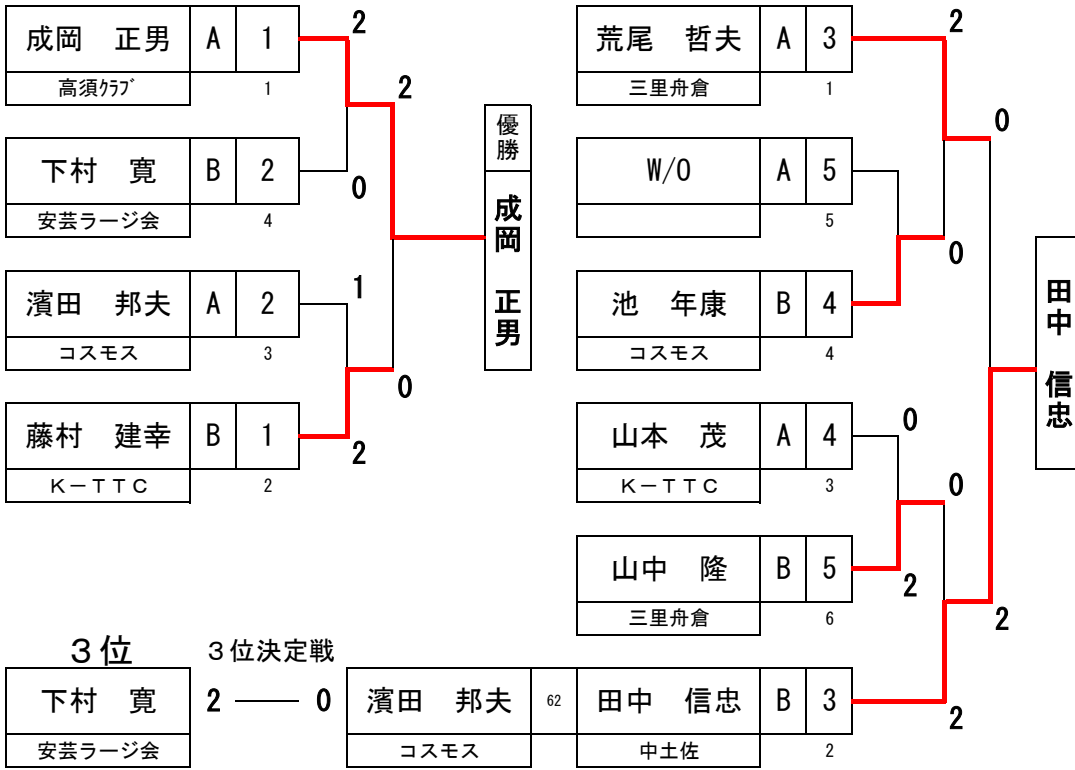 成岡　正男 A 1
高須ｸﾗﾌﾞ 1
2
2
下村　寛 B 2
安芸ラージ会 4
0
濱田　邦夫 A 2
コスモス 3
1
0
藤村　建幸 B 1
Ｋ－ＴＴＣ 2
2
優勝
成岡　正男
荒尾　哲夫 A 3
三里舟倉 1
2
0
W/O A 5
5
0
池　年康 B 4
コスモス 4
山本　茂 A 4
Ｋ－ＴＴＣ 3
0
0
山中　隆 B 5
三里舟倉 6
2
2
田中　信忠
３位
３位決定戦
下村　寛 2 0 濱田　邦夫 62 田中　信忠 B 3
安芸ラージ会 コスモス 中土佐 2
2